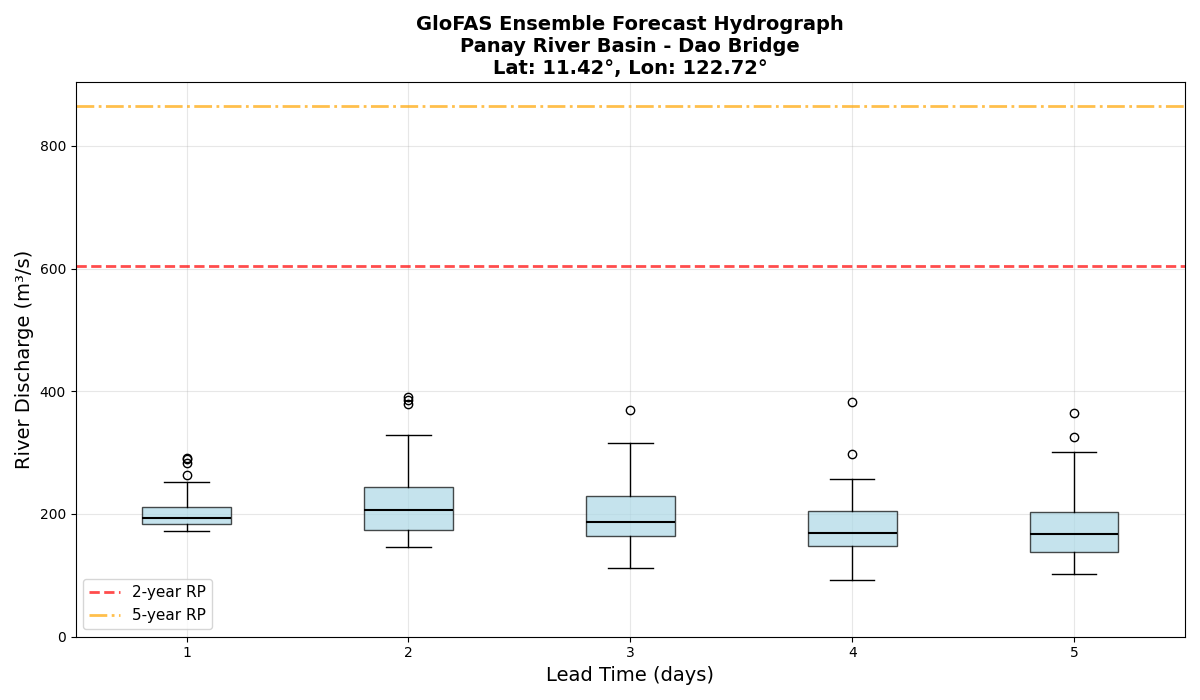 GloFAS Ensemble Forecast Hydrograph
Panay River Basin - Dao Bridge
Lat: 11.42°, Lon: 122.72°
River Discharge (m³/s)
800
600
400
200
0
2-year RP
5-year RP
1 2 3 4 5
Lead Time (days)